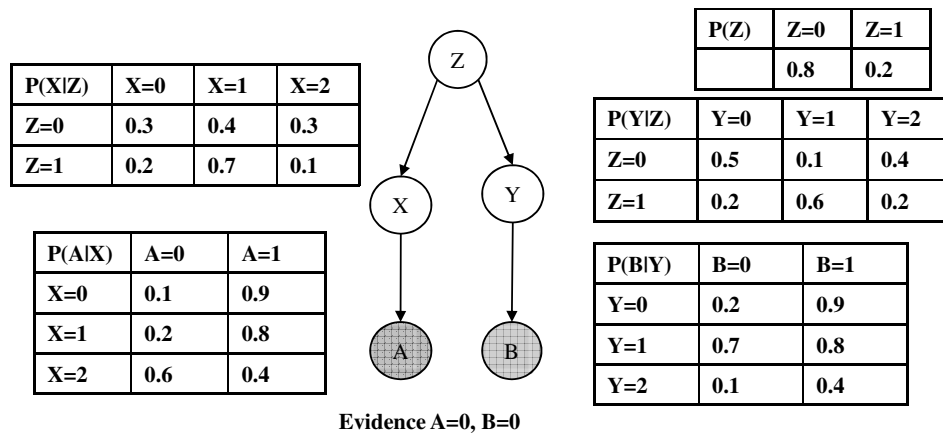 P(Z) Z=0 Z=1
0.8 0.2
P(X|Z) X=0 X=1 X=2
Z=0 0.3 0.4 0.3
Z=1 0.2 0.7 0.1
Z
P(Y|Z) Y=0 Y=1 Y=2
Z=0 0.5 0.1 0.4
Z=1 0.2 0.6 0.2
X
Y
P(A|X) A=0 A=1
X=0 0.1 0.9
X=1 0.2 0.8
X=2 0.6 0.4
P(B|Y) B=0 B=1
Y=0 0.2 0.9
Y=1 0.7 0.8
Y=2 0.1 0.4
A
B
Evidence A=0, B=0